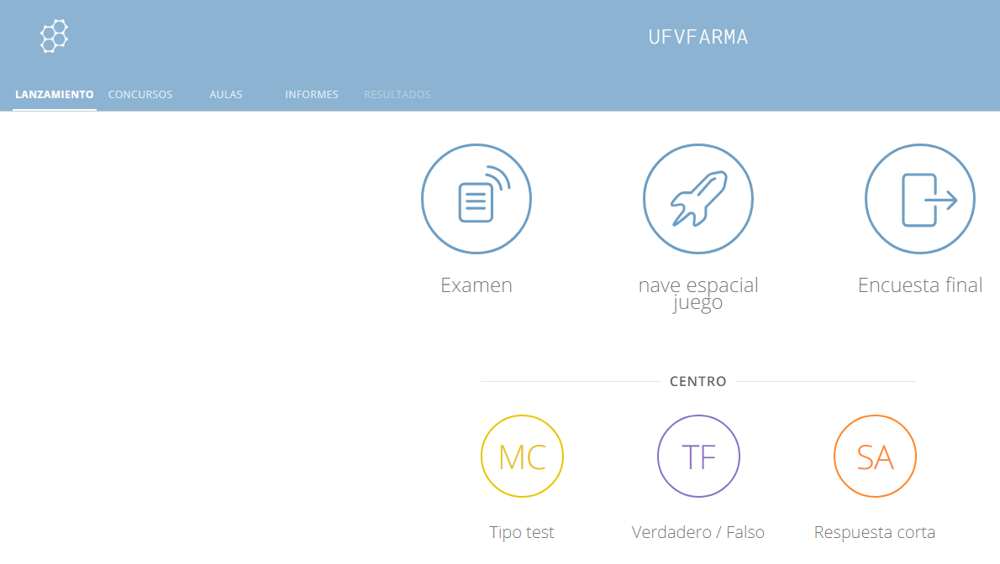 UFVFARMA
LANZAMIENTO CONCURSOS AULAS INFORMES RESULTADOS
Examen
nave espacial
juego
Encuesta final
CENTRO
MC TF SA
Tipo test Verdadero / Falso Respuesta corta